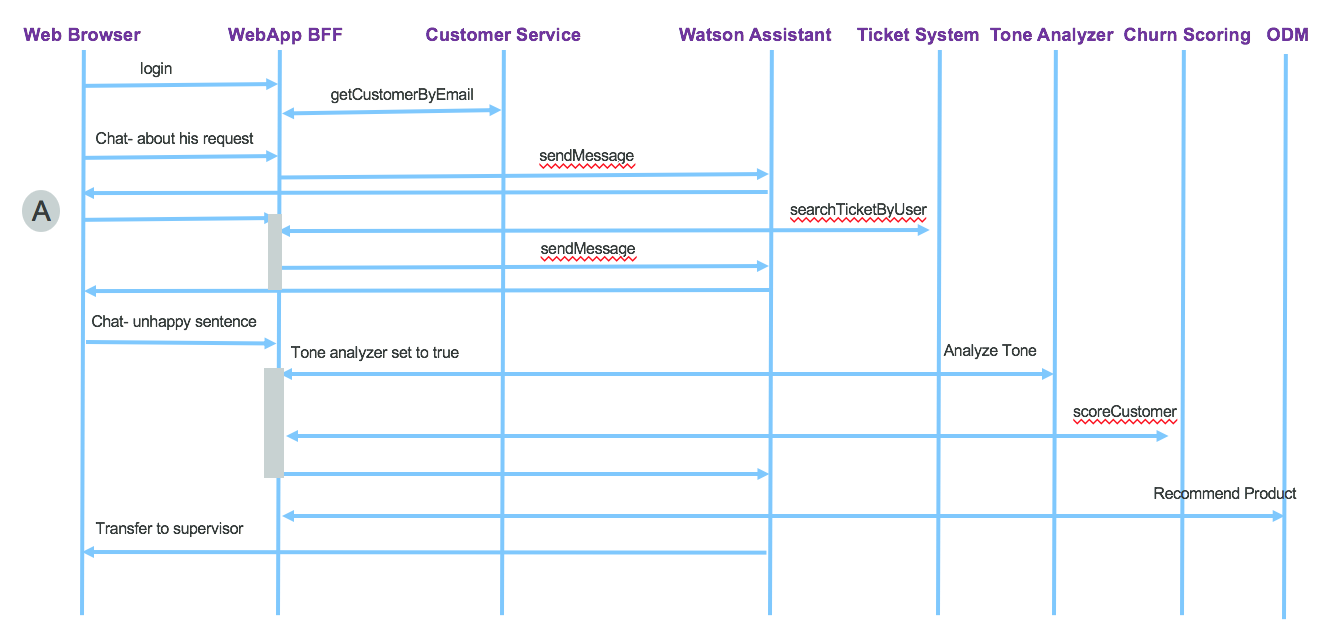 Web Browser WebApp BFF Customer Service Watson Assistant Ticket System Tone Analyzer Churn Scoring ODM
login
getCustomerByEmail
Chat- about his request
sendMessage
A
searchTicketByUser
sendMessage
Chat- unhappy sentence
Tone analyzer set to true
Analyze Tone
scoreCustomer
Recommend Product
Transfer to supervisor